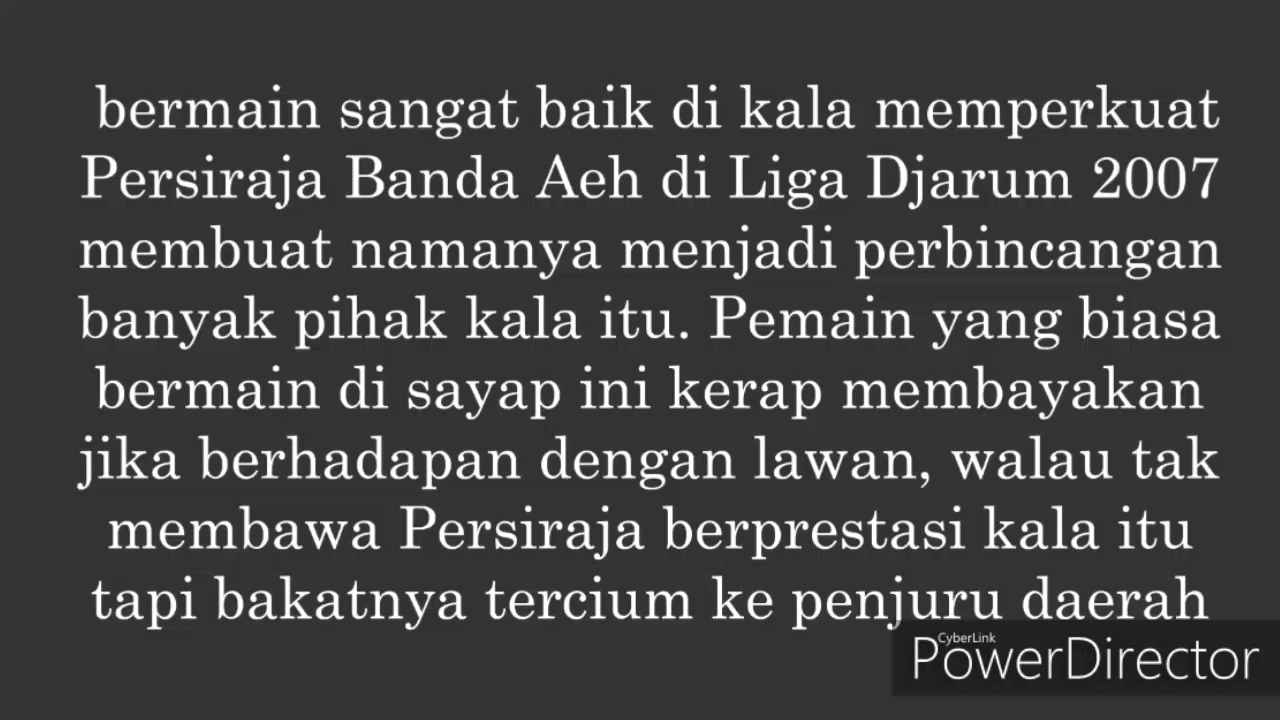 bermain sangat baik di kala memperkuat
Persiraja Banda Aeh di Liga Djarum 2007
membuat namanya menjadi perbincangan
banyak pihak kala itu. Pemain yang biasa
bermain di sayap ini kerap membayakan
jika berhadapan dengan lawan, walau tak
membawa Persiraja berprestasi kala itu
tapi bakatnya tercium ke penjuru daerah
CyberLink
PowerDirector